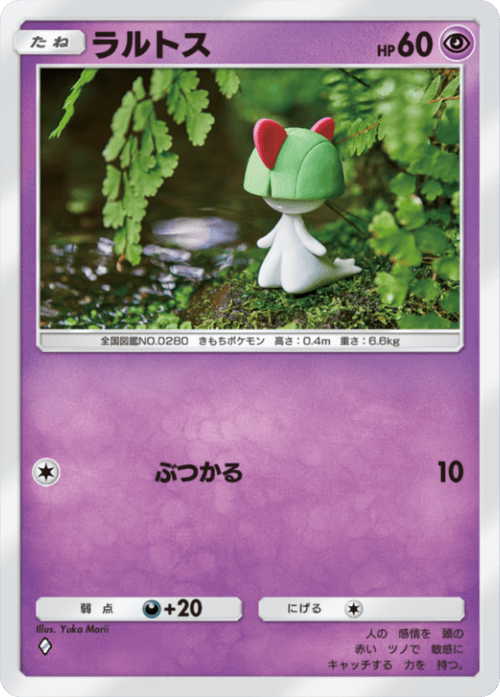 たね ラルトス HP60
全国図鑑NO.0280 きもちポケモン 高さ:0.4m 重さ:6.6kg
ぶつかる 10
弱点 +20 にげる
Illus. Yuka Morii
人の 感情を 頭の
赤い ツノで 敏感に
キャッチする 力を 持つ。